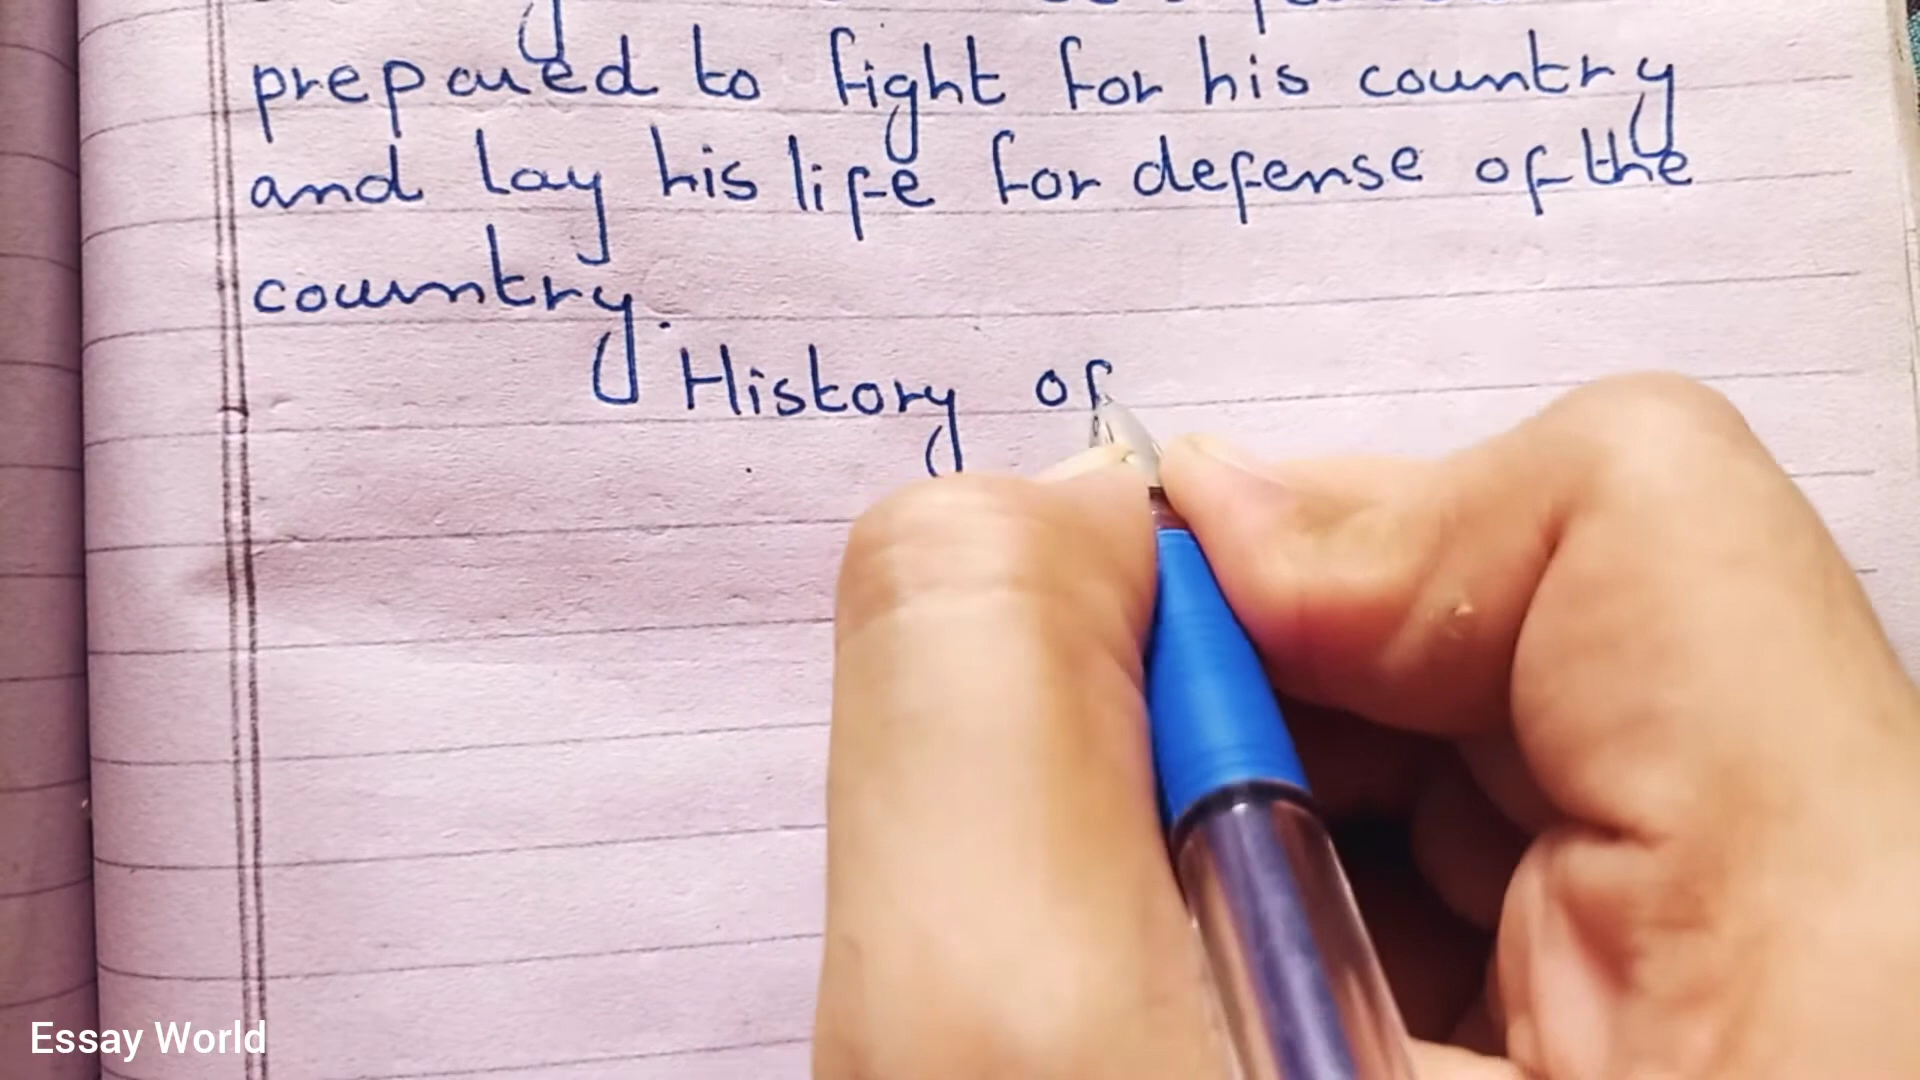 prepared to fight for his country
and lay his life for defense of the
country.
History of
Essay World